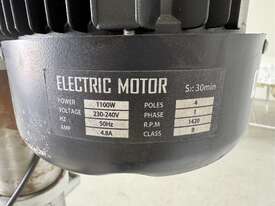 ELECTRIC MOTOR S₂: 30min
POWER 1100W POLES 4
VOLTAGE 230-240V PHASE 1
HZ 50Hz R.P.M 1420
AMP 4.8A CLASS B